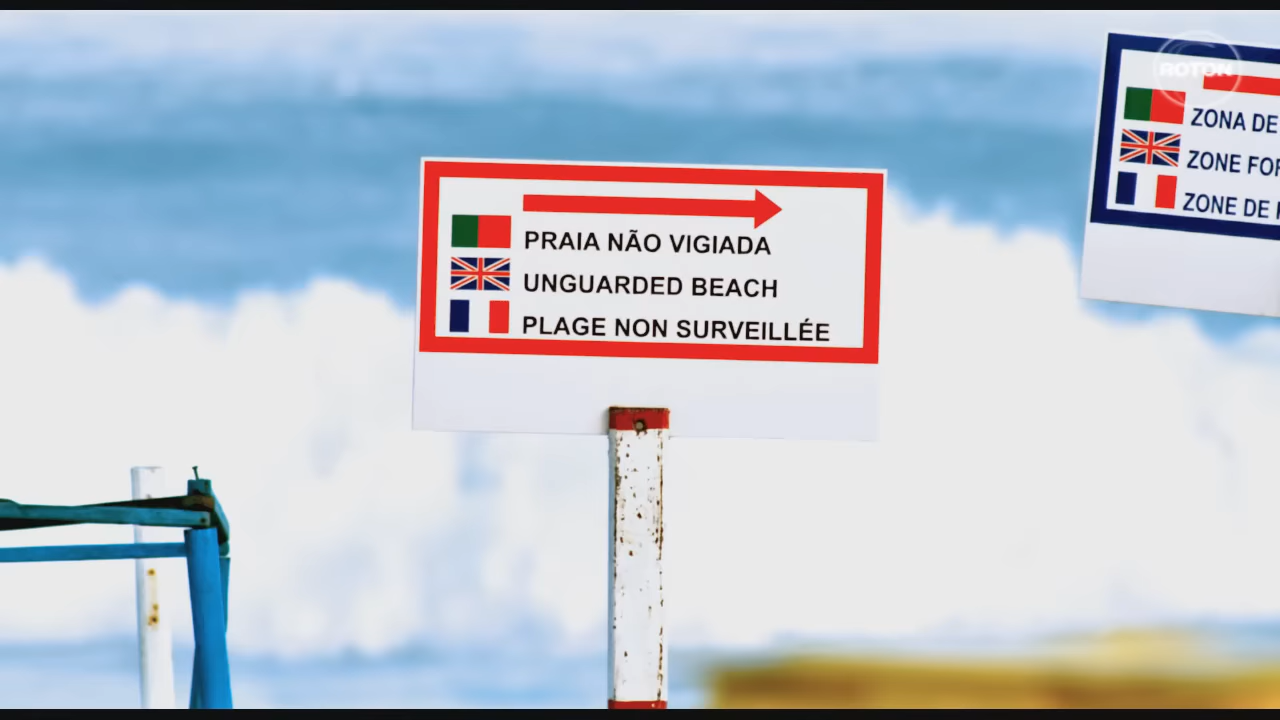 PRAIA NÃO VIGIADA
UNGUARDED BEACH
PLAGE NON SURVEILLÉE
ZONA DE
ZONE FOR
ZONE DE
ROTOR